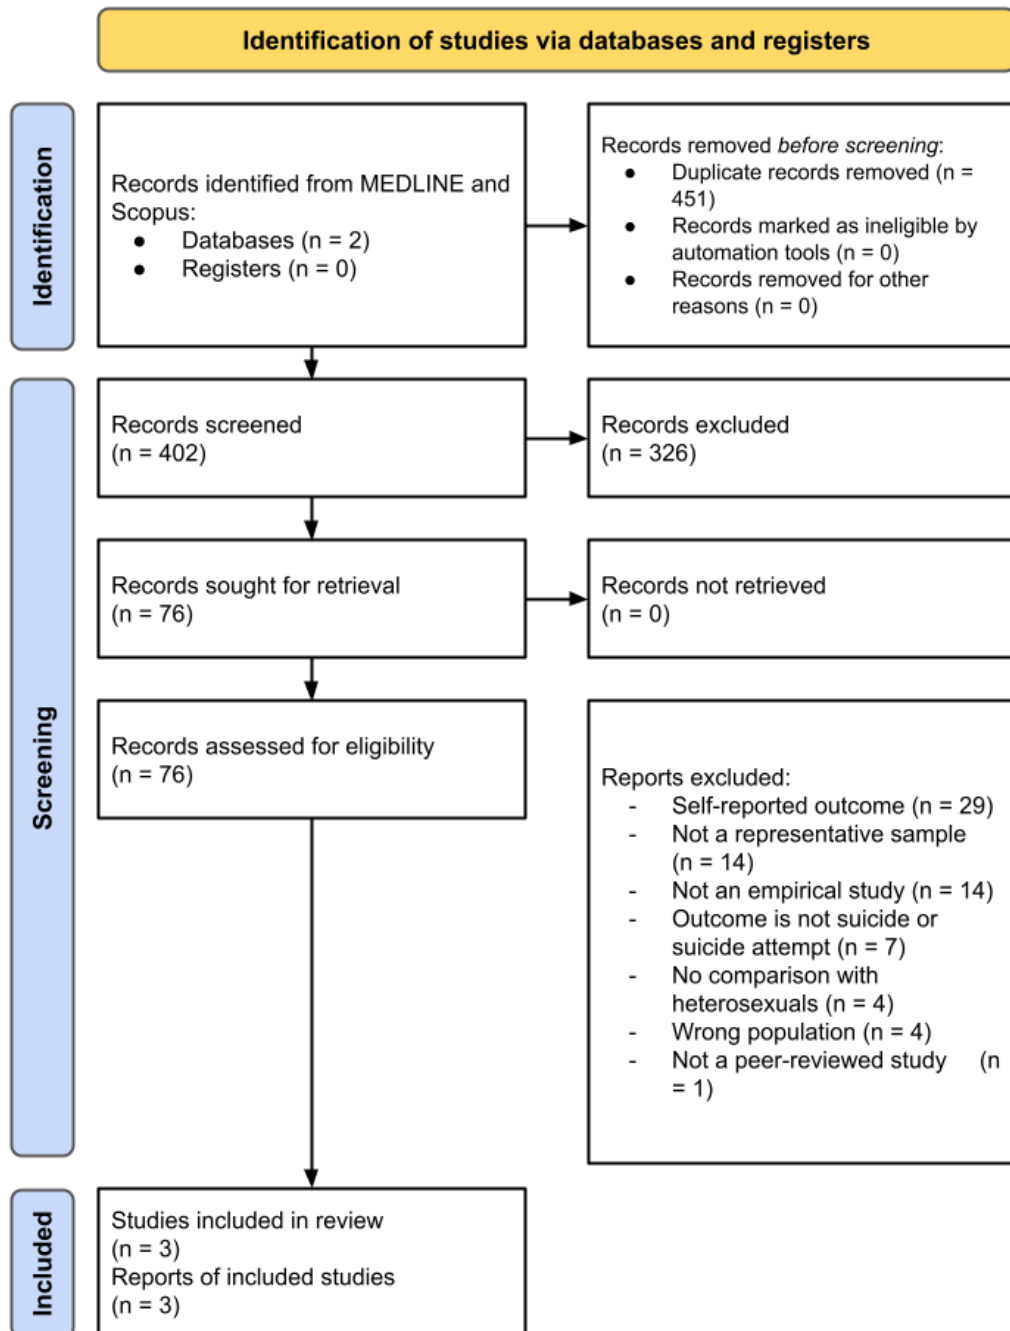 Identification of studies via databases and registers
Identification
Records identified from MEDLINE and
Scopus:
● Databases (n = 2)
● Registers (n = 0)
Records removed before screening:
● Duplicate records removed (n =
451)
● Records marked as ineligible by
automation tools (n = 0)
● Records removed for other
reasons (n = 0)
Screening
Records screened
(n = 402)
Records excluded
(n = 326)
Records sought for retrieval
(n = 76)
Records not retrieved
(n = 0)
Records assessed for eligibility
(n = 76)
Reports excluded:
- Self-reported outcome (n = 29)
- Not a representative sample
(n = 14)
- Not an empirical study (n = 14)
- Outcome is not suicide or
suicide attempt (n = 7)
- No comparison with
heterosexuals (n = 4)
- Wrong population (n = 4)
- Not a peer-reviewed study (n
= 1)
Included
Studies included in review
(n = 3)
Reports of included studies
(n = 3)